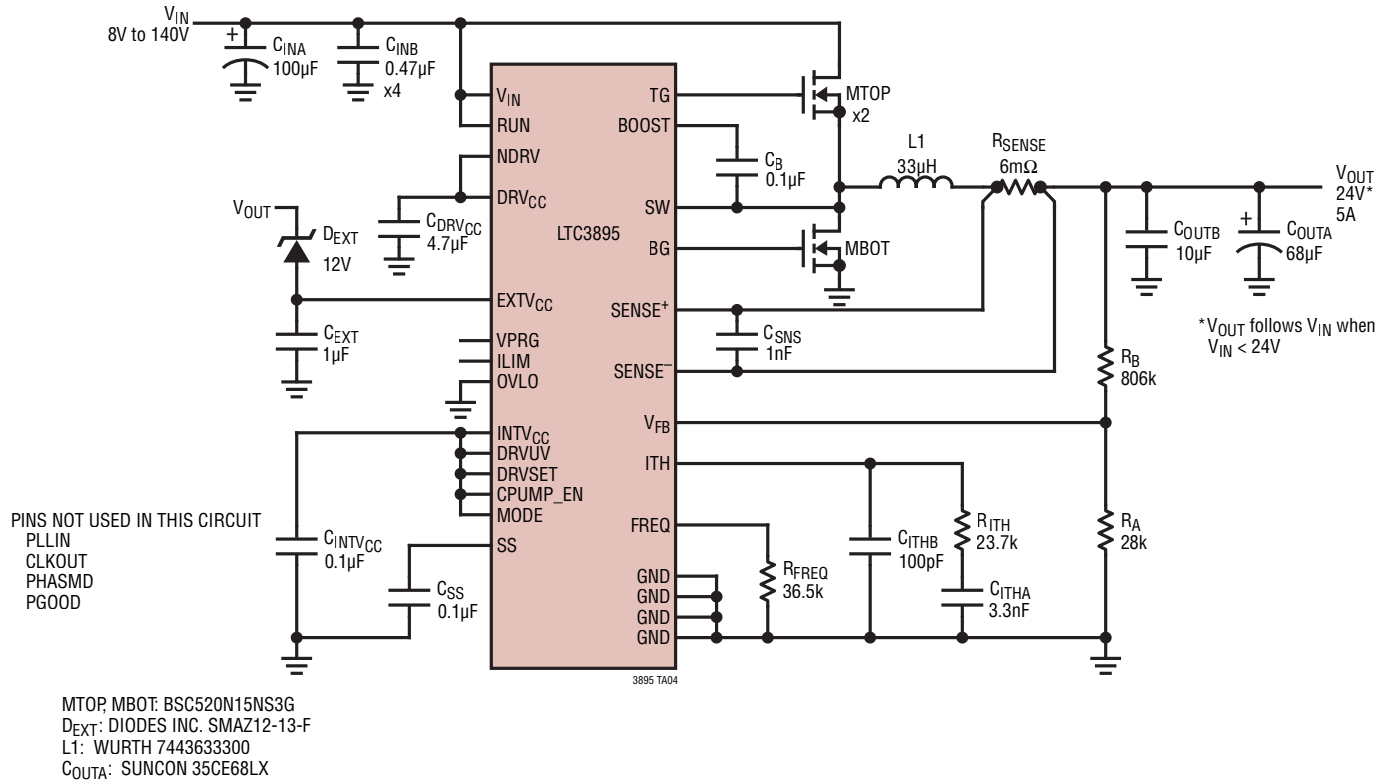 VIN
8V to 140V
CINA
100µF
CINB
0.47µF
x4
+
VIN
RUN
NDRV
DRVCC
CDRVCC
4.7µF
VOUT
DEXT
12V
EXTVCC
CEXT
1µF
VPRG
ILIM
OVLO
INTVCC
DRVUV
DRVSET
CPUMP_EN
MODE
SS
CINTVCC
0.1µF
CSS
0.1µF
PINS NOT USED IN THIS CIRCUIT
PLLIN
CLKOUT
PHASMD
PGOOD
LTC3895
TG
BOOST
SW
BG
SENSE+
SENSE–
VFB
ITH
FREQ
GND
GND
GND
GND
MTOP
x2
CB
0.1µF
MBOT
L1
33µH
RSENSE
6mΩ
VOUT
24V*
5A
COUTB
10µF
+
COUTA
68µF
*VOUT follows VIN when
VIN < 24V
CSNS
1nF
RB
806k
RA
28k
RFREQ
36.5k
CITHB
100pF
RITH
23.7k
CITHA
3.3nF
3895 TA04
MTOP, MBOT: BSC520N15NS3G
DEXT: DIODES INC. SMAZ12-13-F
L1: WURTH 7443633300
COUTA: SUNCON 35CE68LX